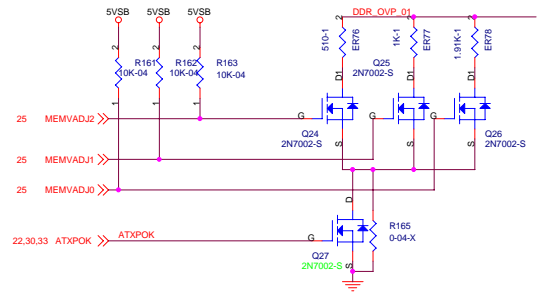 5VSB 5VSB 5VSB
DDR_OVP_01
2 2 2
R161
10K-04
R162
10K-04
R163
10K-04
1 1 1
2 2 2
510-1
ER76
1K-1
ER77
1.91K-1
ER78
1 1 1
Q25
2N7002-S
D D D
25 MEMVADJ2
G G G
Q24
2N7002-S
S S S
Q26
2N7002-S
25 MEMVADJ1
25 MEMVADJ0
D
R165
0-04-X
22,30,33 ATXPOK
ATXPOK
G
Q27
2N7002-S
S